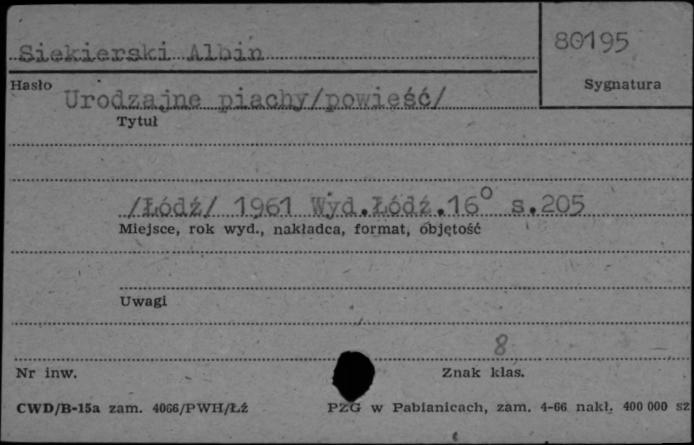 Siekierski Albin
80195
Hasło
Sygnatura
Urodzajne piachy/powieść/
Tytuł
/Łódź/ 1961 Wyd.Łódź.16° s.205
Miejsce, rok wyd., nakładca, format, objętość
Uwagi
8
Nr inw.
Znak klas.
CWD/B-15a zam. 4066/PWH/Łź
PZG w Pabianicach, zam. 4-66 nakł. 400 000 sz